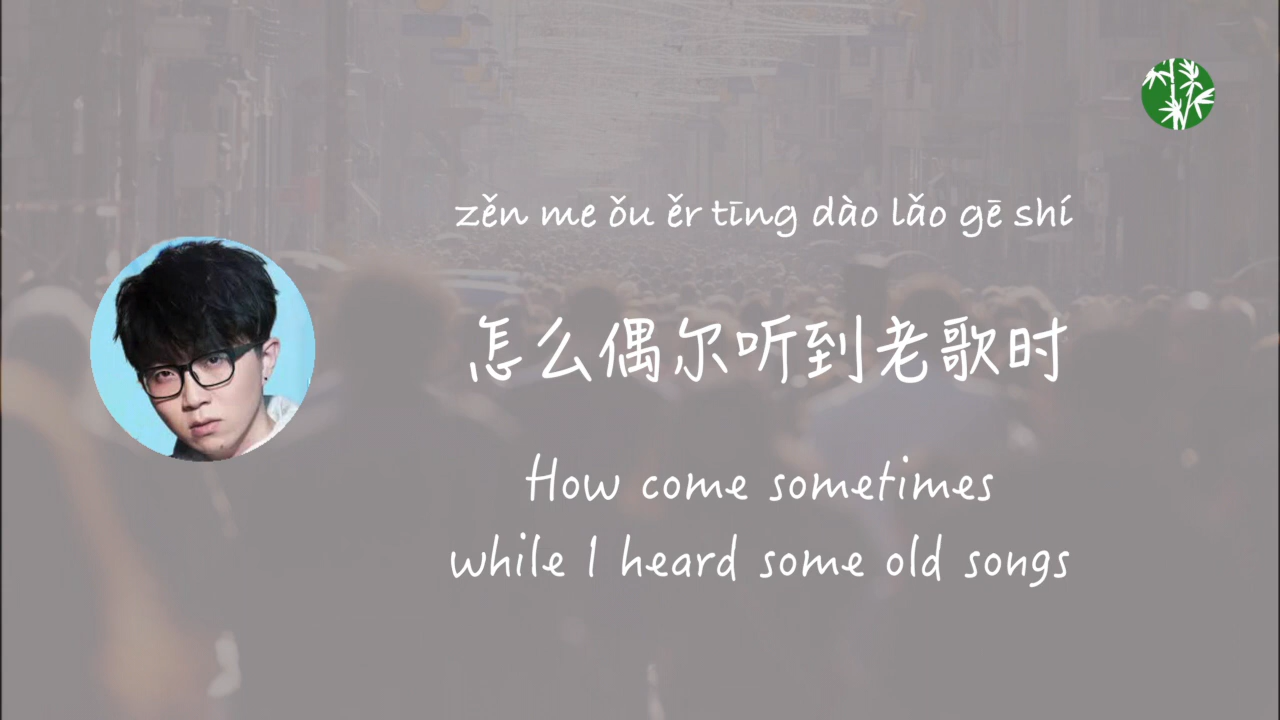 zěn me ǒu ěr tīng dào lǎo gē shí
怎么偶尔听到老歌时
How come sometimes
while I heard some old songs